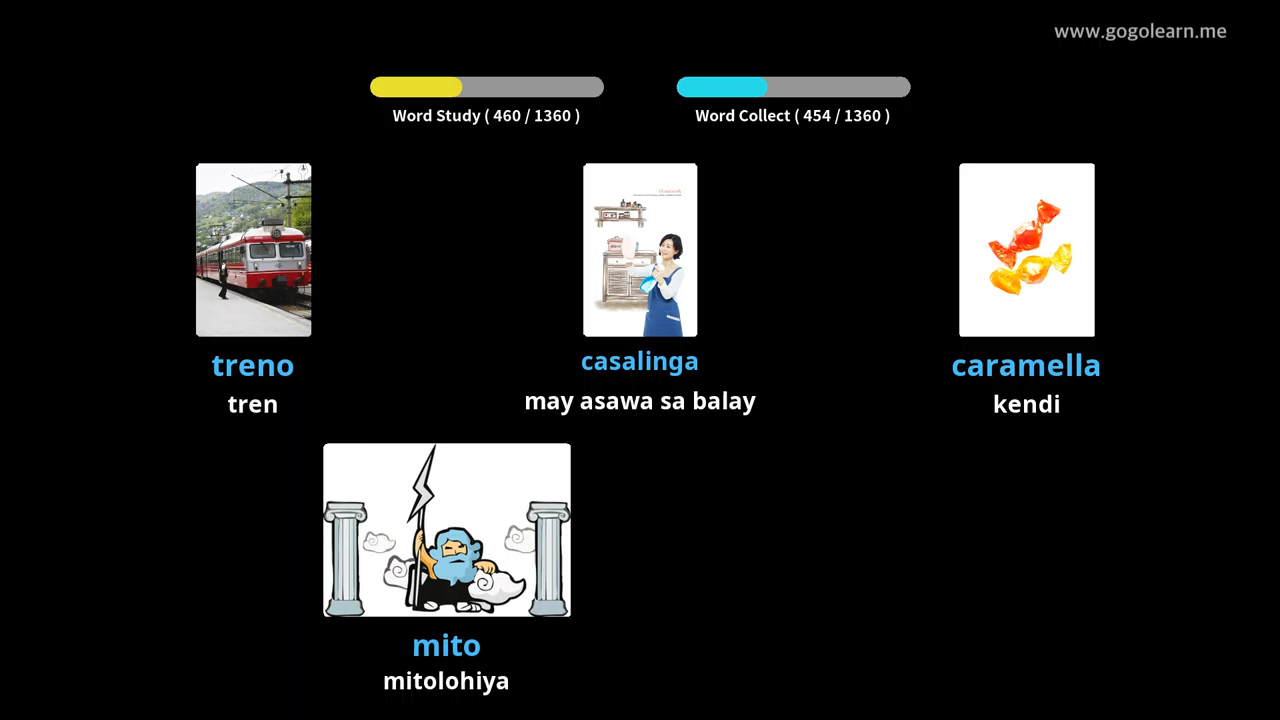 www.gogolearn.me
Word Study ( 460 / 1360 )
Word Collect ( 454 / 1360 )
treno
tren
casalinga
may asawa sa balay
caramella
kendi
mito
mitolohiya